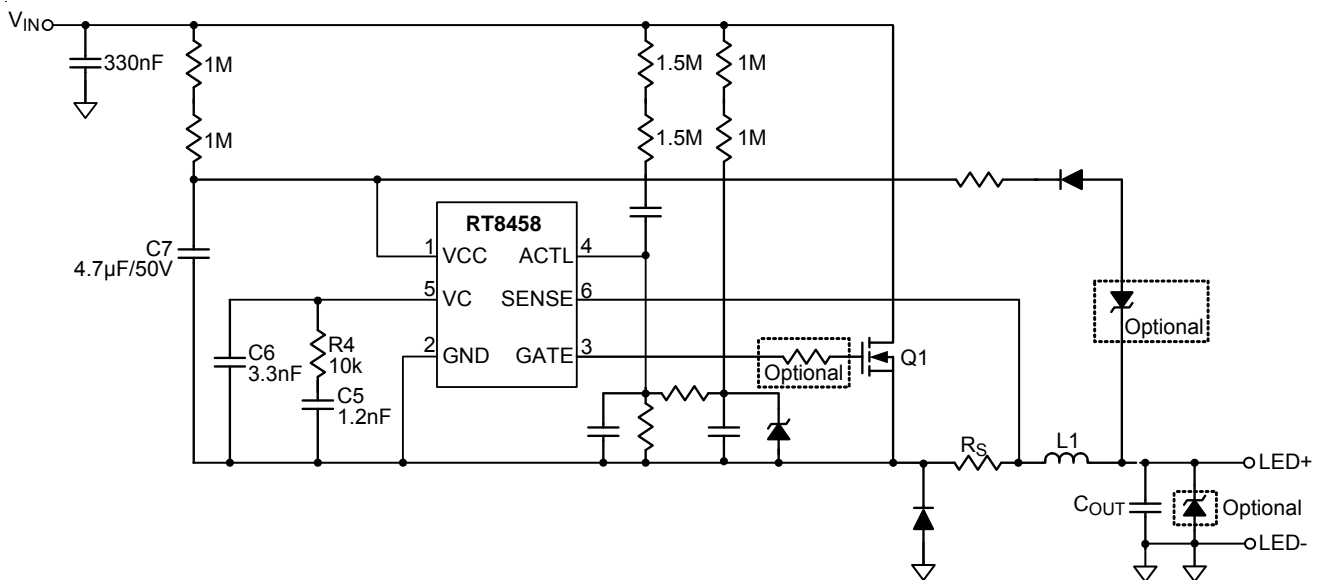 VIN
330nF
1M
1.5M
1M
1M
1.5M
1M
RT8458
C7
4.7µF/50V
1
VCC
ACTL
4
5
VC
SENSE
6
2
GND
GATE
3
C6
3.3nF
R4
10k
C5
1.2nF
Optional
Q1
Optional
RS
L1
LED+
COUT
Optional
LED-